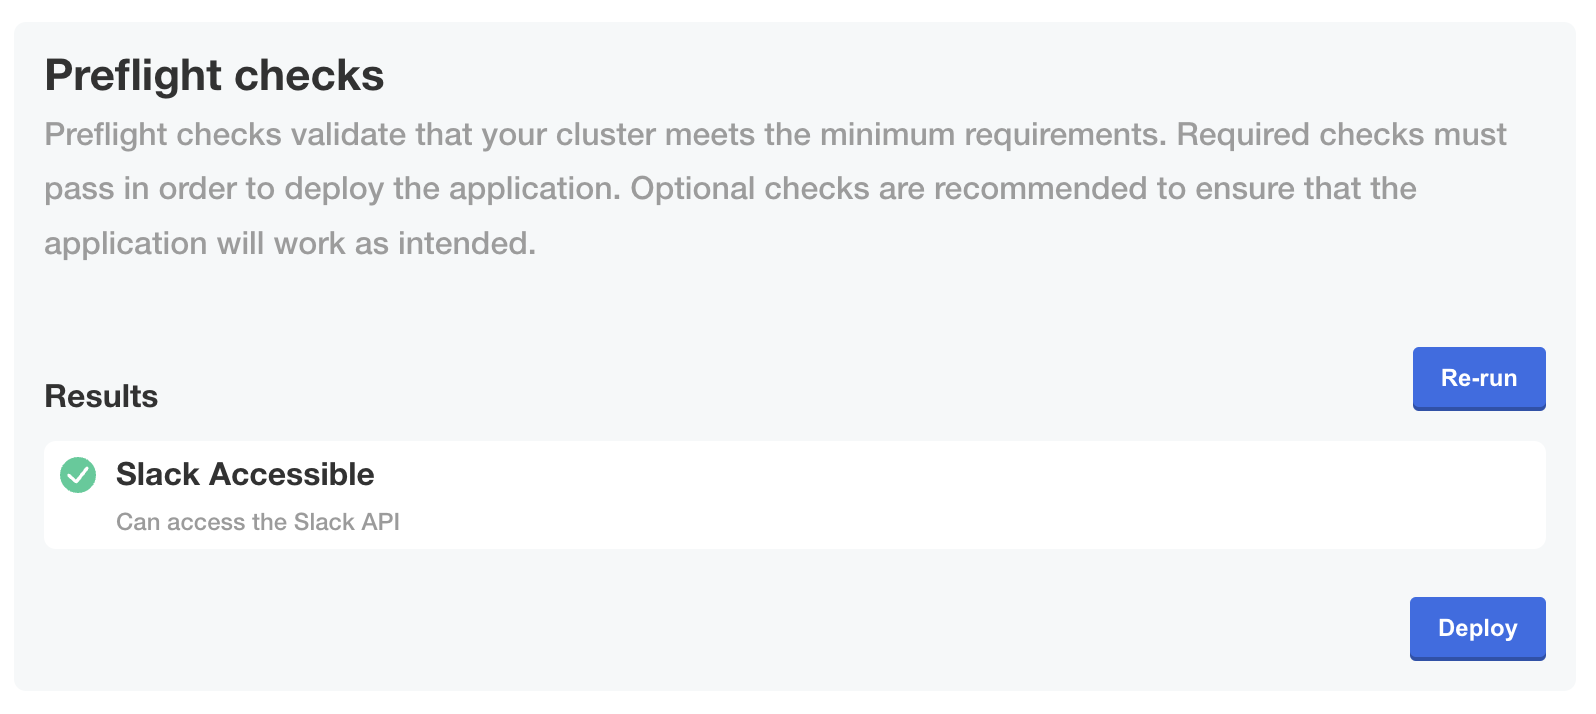 Preflight checks
Preflight checks validate that your cluster meets the minimum requirements. Required checks must
pass in order to deploy the application. Optional checks are recommended to ensure that the
application will work as intended.
Re-run
Results
Slack Accessible
Can access the Slack API
Deploy